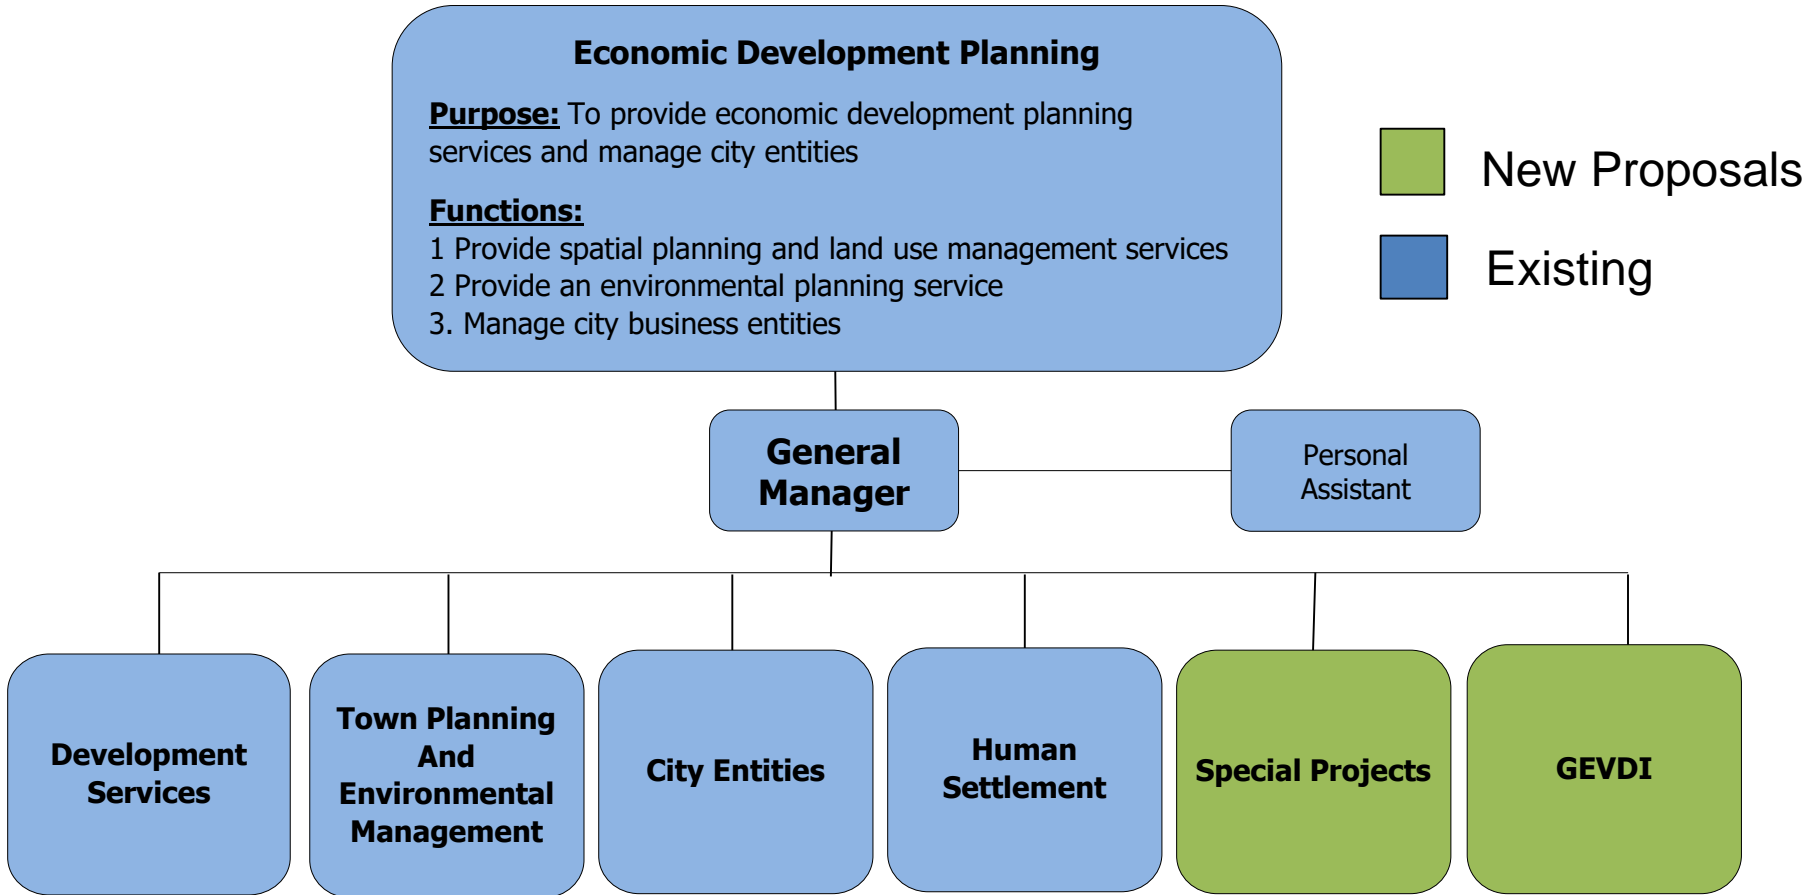 Economic Development Planning
Purpose: To provide economic development planning
services and manage city entities
Functions:
1 Provide spatial planning and land use management services
2 Provide an environmental planning service
3. Manage city business entities
New Proposals
Existing
General
Manager
Personal
Assistant
Development
Services
Town Planning
And
Environmental
Management
City Entities
Human
Settlement
Special Projects
GEVDI